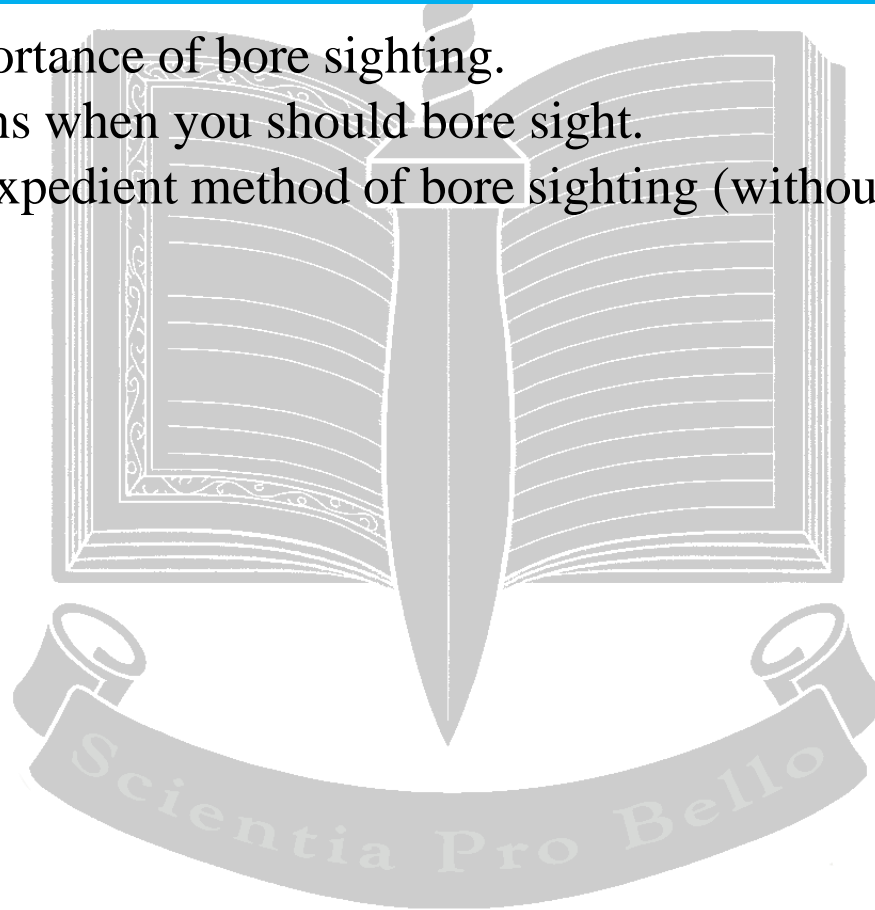 ortance of bore sighting.
ns when you should bore sight.
xpedient method of bore sighting (withou
Scientia Pro Bello